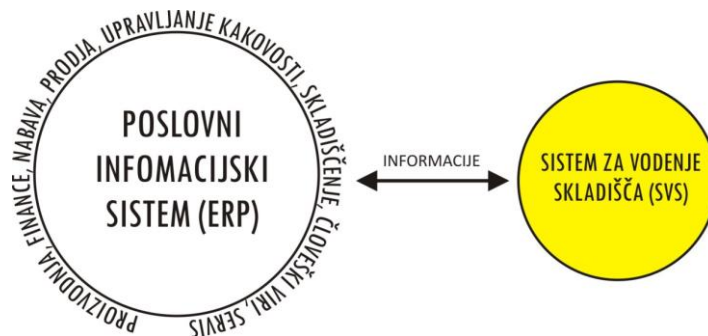 PROIZVODNJA, FINANCE, NABAVA, PRODJA, UPRAVLJANJE KAKOVOSTI, SKLADIŠČENJE, ČLOVEŠKI VIRI, SERVIS
POSLOVNI
INFOMACIJSKI
SISTEM (ERP)
INFORMACIJE
SISTEM ZA VODENJE
SKLADIŠČA (SVS)